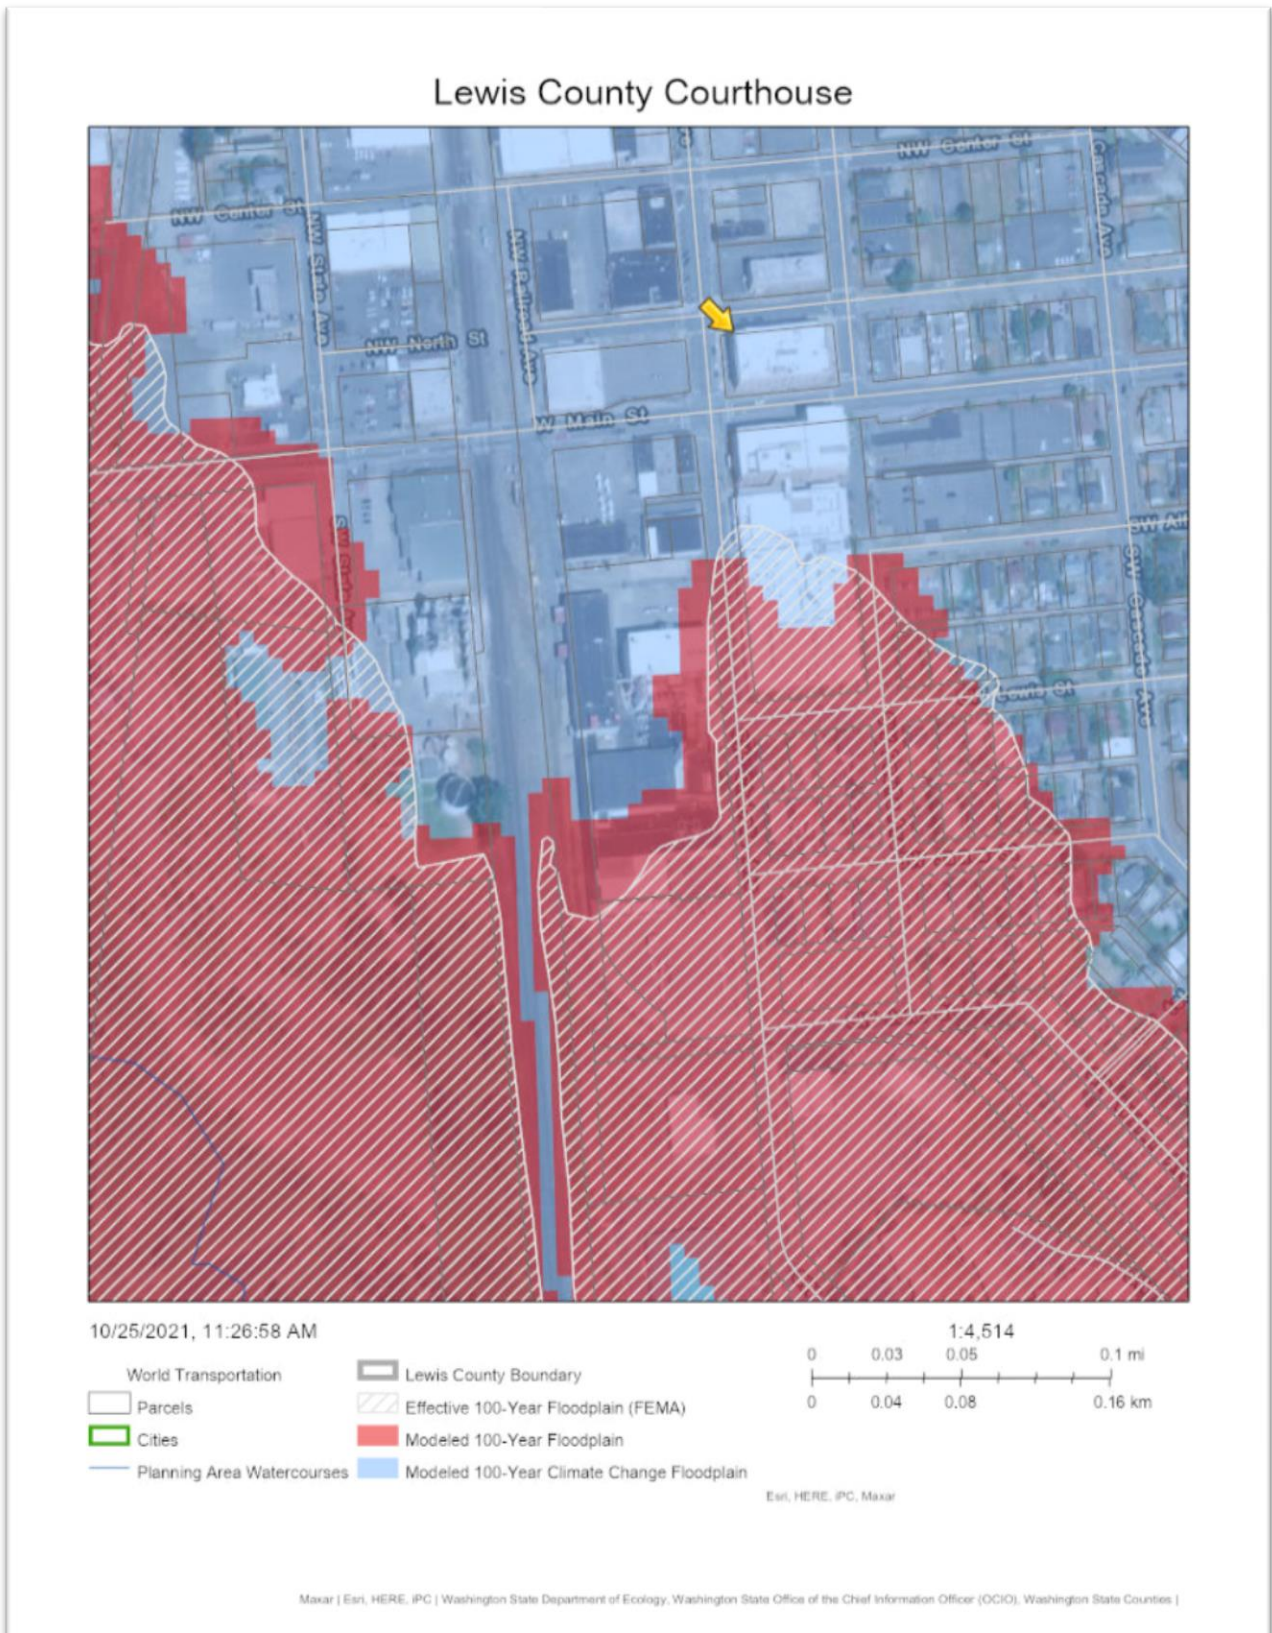 Lewis County Courthouse
NW Center St
Cascade Ave
NW Center St
NW State Ave
NW Railroad Ave
NW North St
W Main St
SW Alf
SW State A
SW Cascade Ave
Lewis St
10/25/2021, 11:26:58 AM
1:4,514
0 0.03 0.05 0.1 mi
0 0.04 0.08 0.16 km
World Transportation
Parcels
Cities
Planning Area Watercourses
Lewis County Boundary
Effective 100-Year Floodplain (FEMA)
Modeled 100-Year Floodplain
Modeled 100-Year Climate Change Floodplain
Esri, HERE, iPC, Maxar
Maxar | Esri, HERE, iPC | Washington State Department of Ecology, Washington State Office of the Chief Information Officer (OCIO), Washington State Counties |